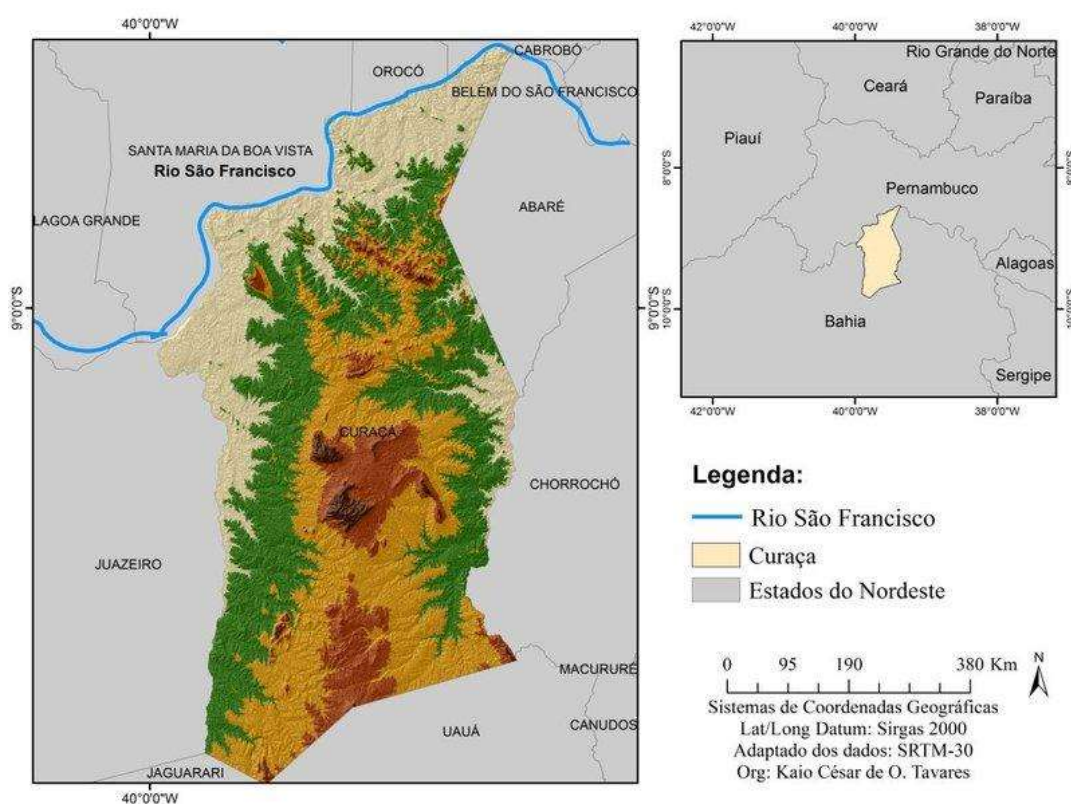 40°0'0"W
CABROBÓ
OROCÓ
BELÉM DO SÃO FRANCISCO
SANTA MARIA DA BOA VISTA
Rio São Francisco
LAGOA GRANDE
ABARÉ
9°0'0"S
9°0'0"S
CURAÇÁ
CHORROCHÓ
JUAZEIRO
MACURURÉ
UAUÁ
CANUDOS
JAGUARARI
40°0'0"W
42°0'0"W
40°0'0"W
38°0'0"W
Rio Grande do Norte
Ceará
Paraíba
Piauí
8°0'0"S
8°0'0"S
Pernambuco
Alagoas
10°0'0"S
10°0'0"S
Bahia
Sergipe
42°0'0"W
40°0'0"W
38°0'0"W
Legenda:
Rio São Francisco
Curaça
Estados do Nordeste
0 95 190 380 Km
N
Sistemas de Coordenadas Geográficas
Lat/Long Datum: Sirgas 2000
Adaptado dos dados: SRTM-30
Org: Kaio César de O. Tavares